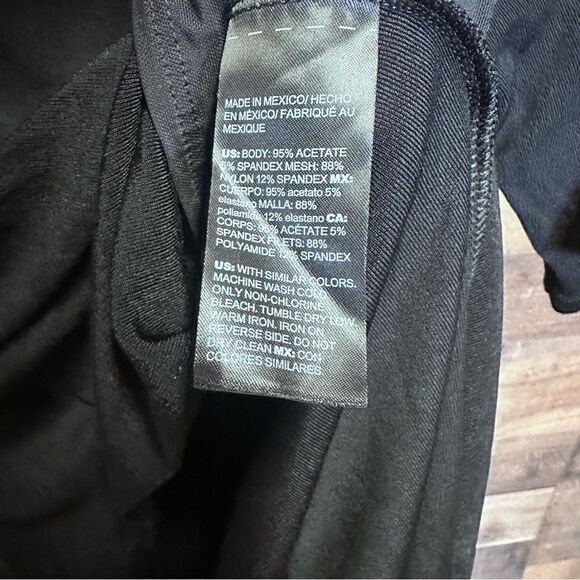 MADE IN MEXICO/ HECHO
EN MÉXICO/ FABRIQUÉ AU
MEXIQUE
US: BODY: 95% ACETATE
5% SPANDEX MESH: 88%
NYLON 12% SPANDEX MX:
CUERPO: 95% acetato 5%
elastano MALLA: 88%
poliamide 12% elastano CA:
CORPS: 95% ACÉTATE 5%
SPANDEX FILETS: 88%
POLYAMIDE 12% SPANDEX
US: WITH SIMILAR COLORS.
MACHINE WASH COLD
ONLY NON-CHLORINE
BLEACH. TUMBLE DRY LOW
WARM IRON. IRON ON
REVERSE SIDE. DO NOT
DRY CLEAN MX: CON
COLORES SIMILARES.